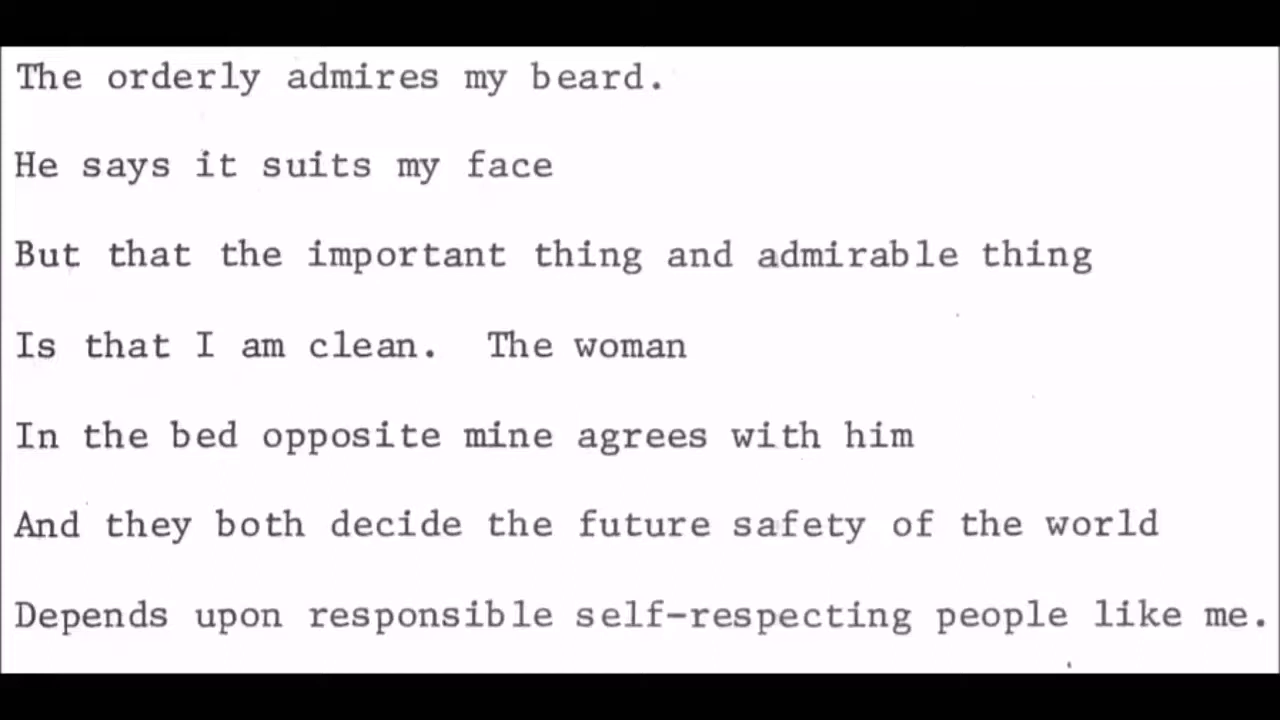 The orderly admires my beard.
He says it suits my face
But that the important thing and admirable thing
Is that I am clean.  The woman
In the bed opposite mine agrees with him
And they both decide the future safety of the world
Depends upon responsible self-respecting people like me.